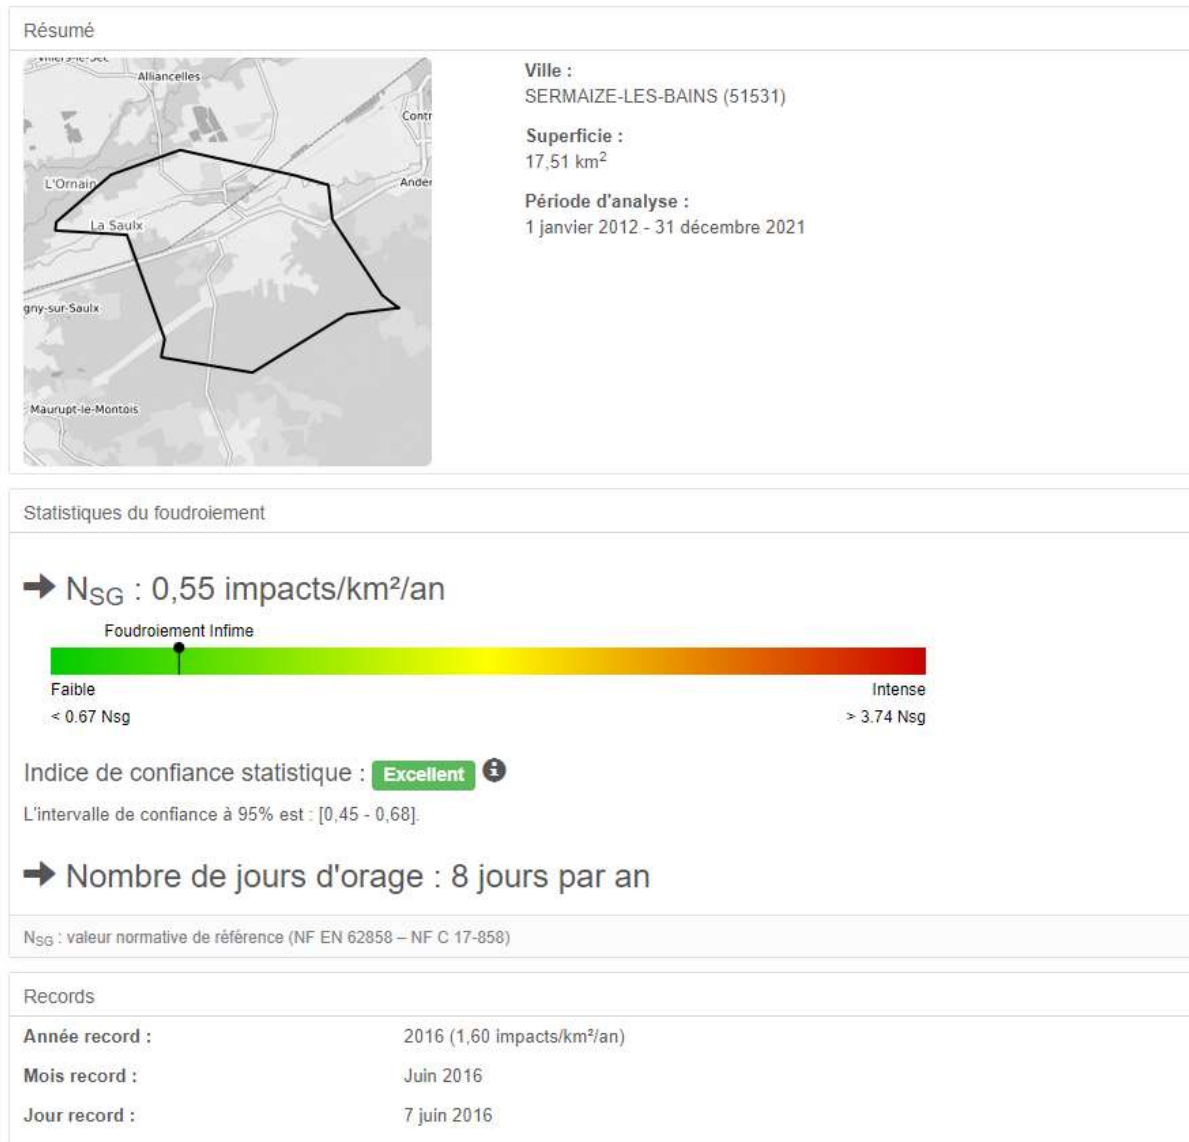 Résumé
Alliancelles
Contr
L'Ornain
Ander
La Saulx
gny-sur-Saulx
Maurupt-le-Montois
Ville :
SERMAIZE-LES-BAINS (51531)
Superficie :
17,51 km²
Période d'analyse :
1 janvier 2012 - 31 décembre 2021
Statistiques du foudroiement
➜ NSG : 0,55 impacts/km²/an
Foudroiement Infime
Faible Intense
< 0.67 Nsg > 3.74 Nsg
Indice de confiance statistique : Excellent
L'intervalle de confiance à 95% est : [0,45 - 0,68].
➜ Nombre de jours d'orage : 8 jours par an
NSG : valeur normative de référence (NF EN 62858 – NF C 17-858)
Records
Année record : 2016 (1,60 impacts/km²/an)
Mois record : Juin 2016
Jour record : 7 juin 2016